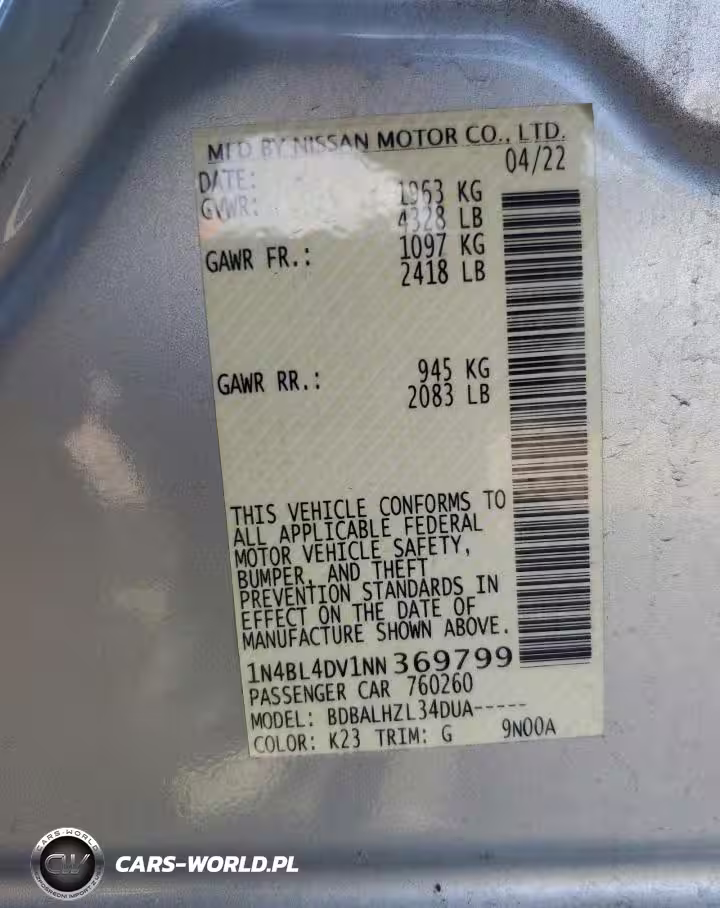 MFD BY NISSAN MOTOR CO., LTD.
DATE: 04/22
GVWR: 1963 KG
4328 LB
GAWR FR.: 1097 KG
2418 LB
GAWR RR.: 945 KG
2083 LB
THIS VEHICLE CONFORMS TO
ALL APPLICABLE FEDERAL
MOTOR VEHICLE SAFETY,
BUMPER, AND THEFT
PREVENTION STANDARDS IN
EFFECT ON THE DATE OF
MANUFACTURE SHOWN ABOVE.
1N4BL4DV1NN369799
PASSENGER CAR 760260
MODEL: BDBALHZL34DUA-----
COLOR: K23 TRIM: G 9N00A
CARS-WORLD
CW
CARS-WORLD.PL